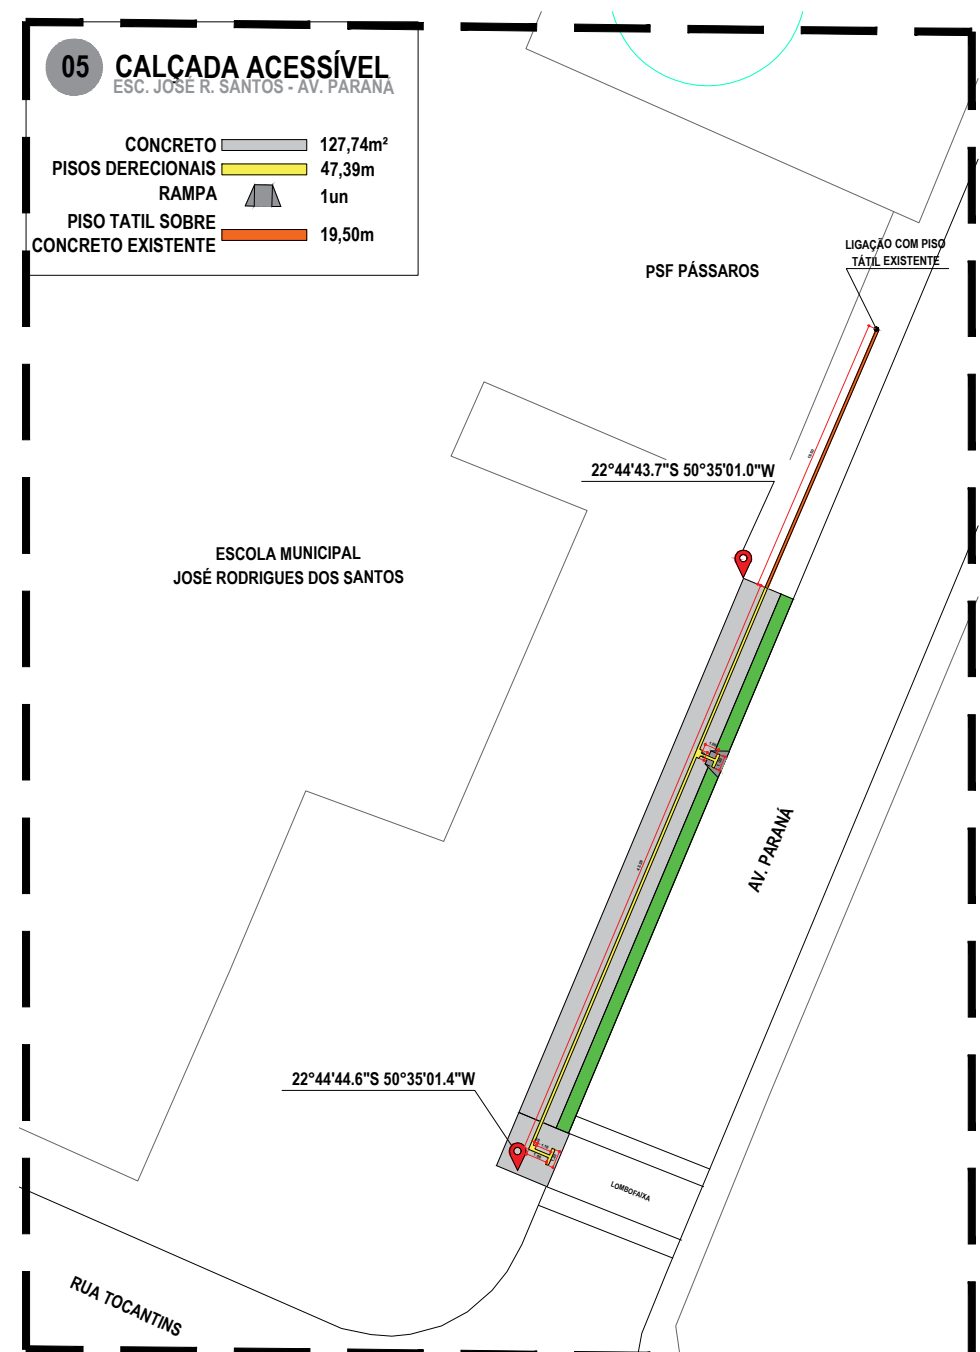 05 CALÇADA ACESSÍVEL
ESC. JOSÉ R. SANTOS - AV. PARANÁ
CONCRETO 127,74m²
PISOS DERECIONAIS 47,39m
RAMPA 1un
PISO TATIL SOBRE
CONCRETO EXISTENTE 19,50m
LIGAÇÃO COM PISO
TÁTIL EXISTENTE
PSF PÁSSAROS
22°44'43.7"S 50°35'01.0"W
ESCOLA MUNICIPAL
JOSÉ RODRIGUES DOS SANTOS
AV. PARANÁ
22°44'44.6"S 50°35'01.4"W
LOMBOFAIXA
RUA TOCANTINS